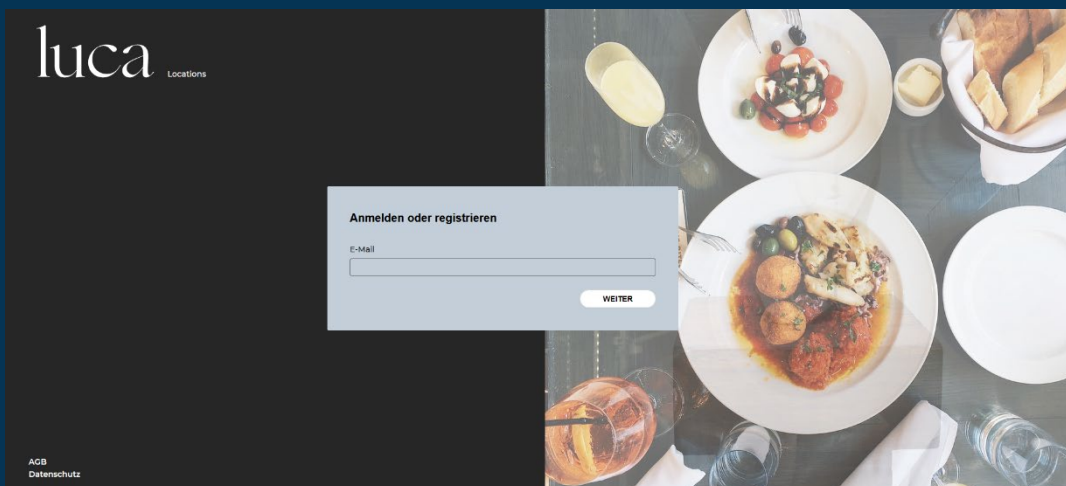 luca
Locations
Anmelden oder registrieren
E-Mail
WEITER
AGB
Datenschutz